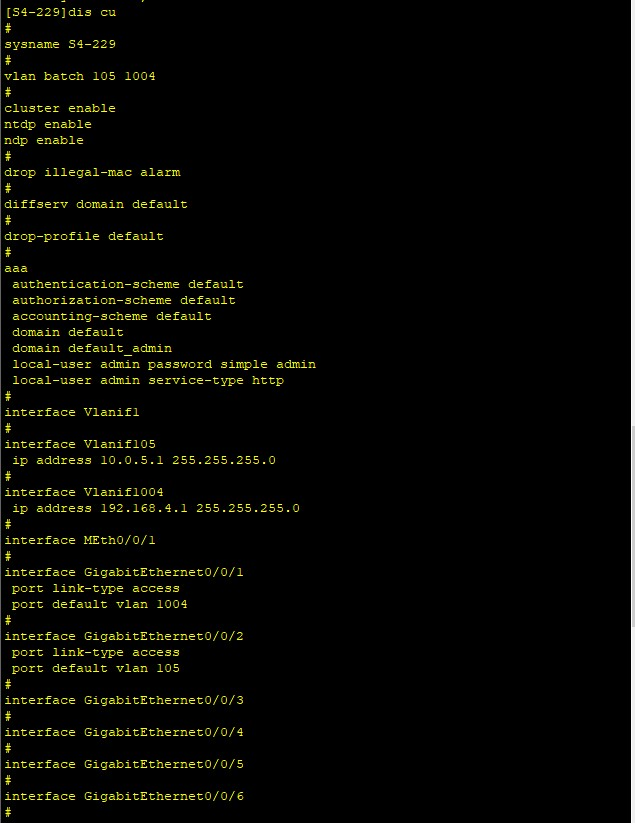 [S4-229]dis cu
#
sysname S4-229
#
vlan batch 105 1004
#
cluster enable
ntdp enable
ndp enable
#
drop illegal-mac alarm
#
diffserv domain default
#
drop-profile default
#
aaa
 authentication-scheme default
 authorization-scheme default
 accounting-scheme default
 domain default
 domain default_admin
 local-user admin password simple admin
 local-user admin service-type http
#
interface Vlanif1
#
interface Vlanif105
 ip address 10.0.5.1 255.255.255.0
#
interface Vlanif1004
 ip address 192.168.4.1 255.255.255.0
#
interface MEth0/0/1
#
interface GigabitEthernet0/0/1
 port link-type access
 port default vlan 1004
#
interface GigabitEthernet0/0/2
 port link-type access
 port default vlan 105
#
interface GigabitEthernet0/0/3
#
interface GigabitEthernet0/0/4
#
interface GigabitEthernet0/0/5
#
interface GigabitEthernet0/0/6
#